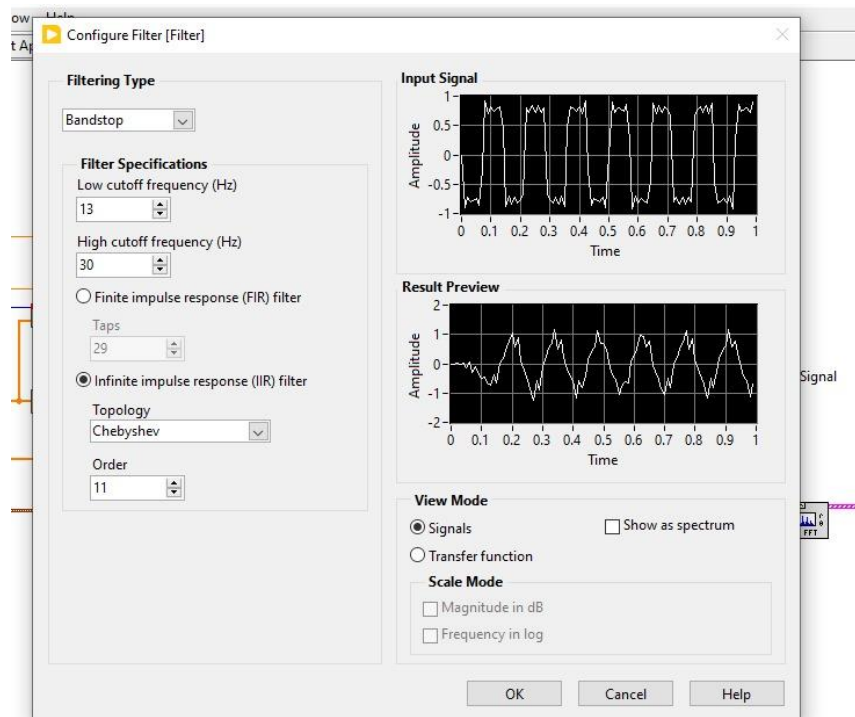 ow Help
t Ap
Configure Filter [Filter]
Filtering Type
Bandstop
Filter Specifications
Low cutoff frequency (Hz)
13
High cutoff frequency (Hz)
30
Finite impulse response (FIR) filter
Taps
29
Infinite impulse response (IIR) filter
Topology
Chebyshev
Order
11
Input Signal
Amplitude
1
0.5
0
-0.5
-1
0 0.1 0.2 0.3 0.4 0.5 0.6 0.7 0.8 0.9 1
Time
Result Preview
Amplitude
2
1
0
-1
-2
0 0.1 0.2 0.3 0.4 0.5 0.6 0.7 0.8 0.9 1
Time
View Mode
Signals
Show as spectrum
Transfer function
Scale Mode
Magnitude in dB
Frequency in log
OK Cancel Help
Signal
FFT